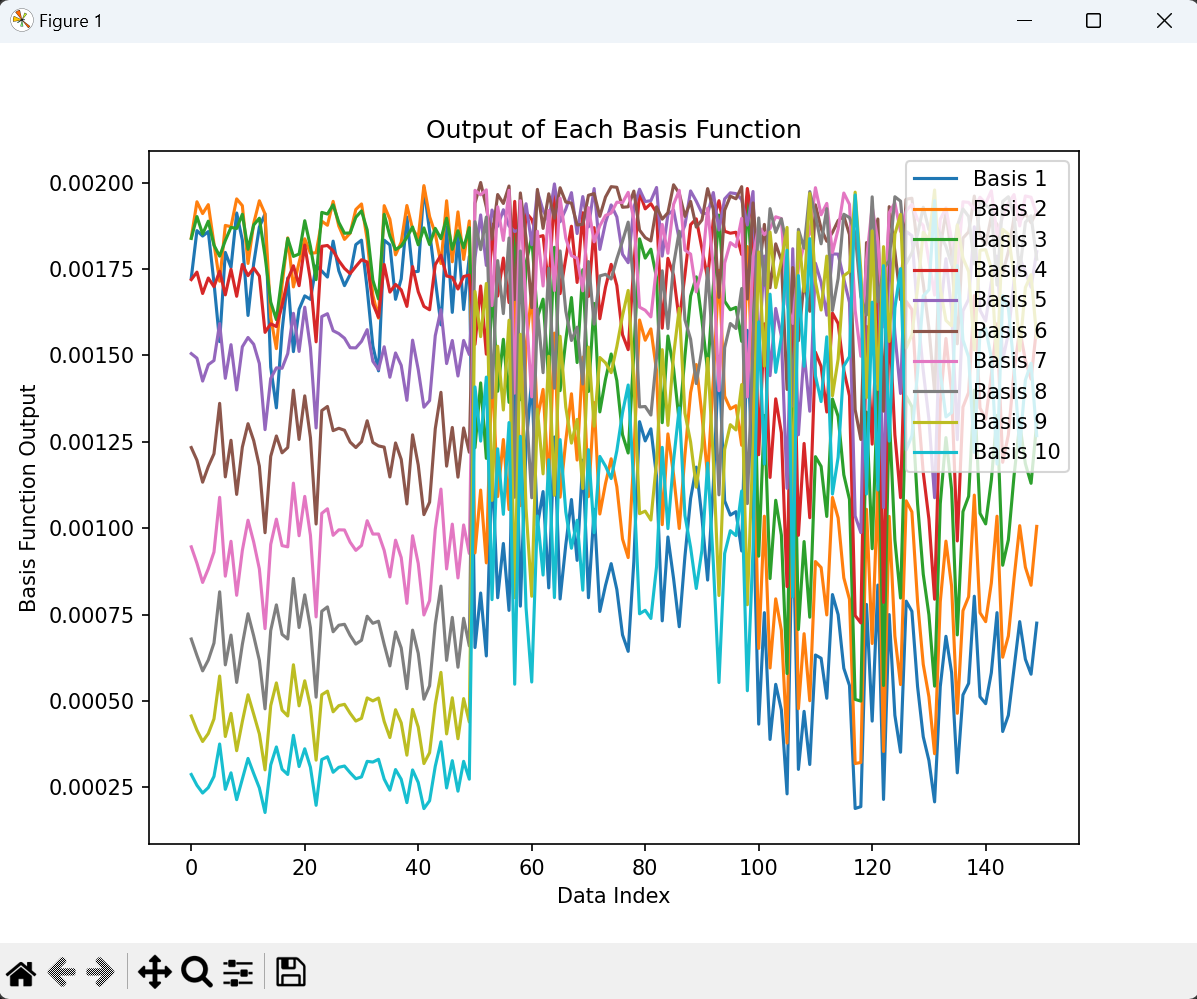 Figure 1
Output of Each Basis Function
Basis Function Output
0.00200
0.00175
0.00150
0.00125
0.00100
0.00075
0.00050
0.00025
Basis 1
Basis 2
Basis 3
Basis 4
Basis 5
Basis 6
Basis 7
Basis 8
Basis 9
Basis 10
0 20 40 60 80 100 120 140
Data Index